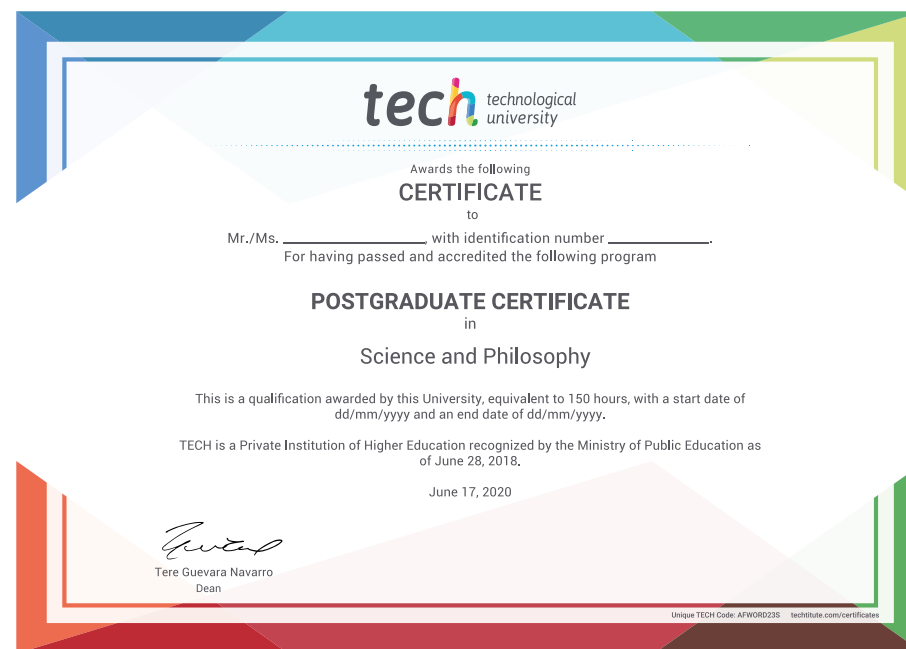 tech technological
university
Awards the following
CERTIFICATE
to
Mr./Ms. ____________________, with identification number ______________.
For having passed and accredited the following program
POSTGRADUATE CERTIFICATE
in
Science and Philosophy
This is a qualification awarded by this University, equivalent to 150 hours, with a start date of
dd/mm/yyyy and an end date of dd/mm/yyyy.
TECH is a Private Institution of Higher Education recognized by the Ministry of Public Education as
of June 28, 2018.
June 17, 2020
Tere Guevara Navarro
Dean
Unique TECH Code: AFWORD23S techtitute.com/certificates